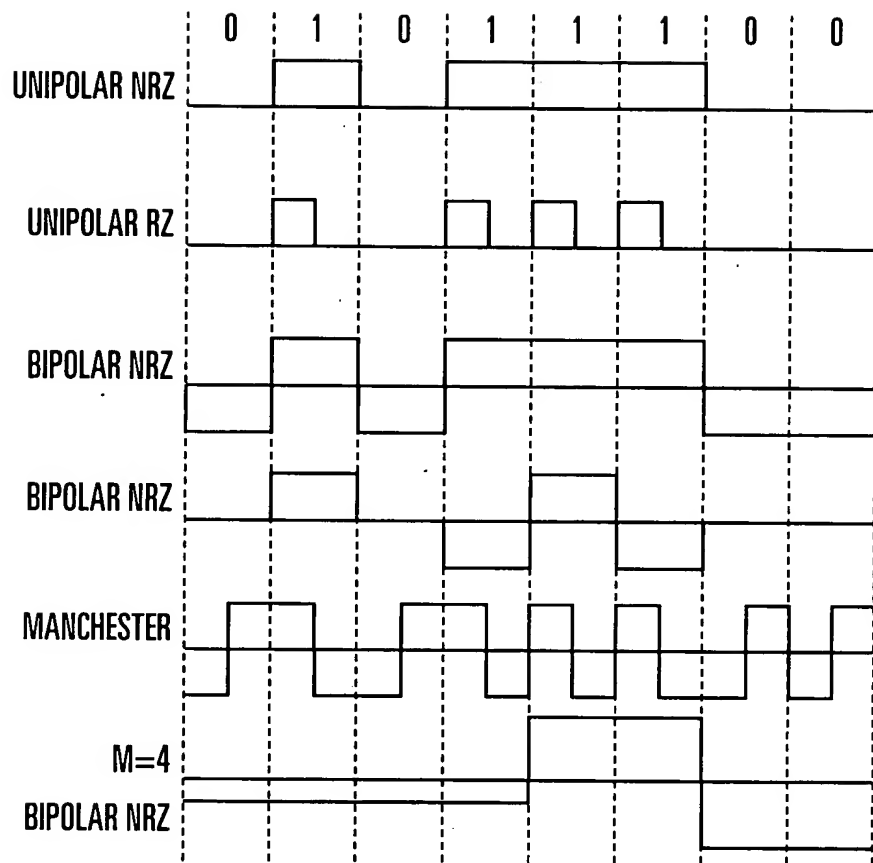 0 1 0 1 1 1 0 0
UNIPOLAR NRZ
UNIPOLAR RZ
BIPOLAR NRZ
BIPOLAR NRZ
MANCHESTER
M=4
BIPOLAR NRZ